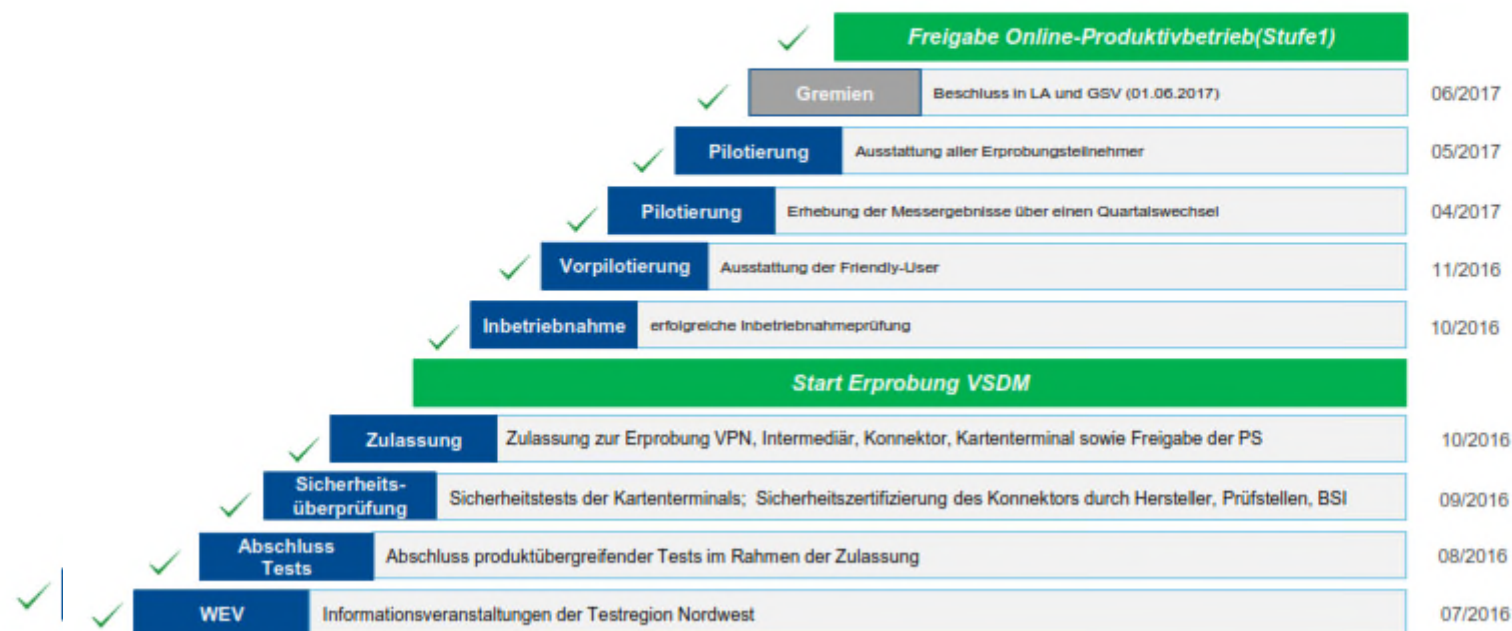 Freigabe Online-Produktivbetrieb(Stufe1)
Gremien Beschluss in LA und GSV (01.06.2017) 06/2017
Pilotierung Ausstattung aller Erprobungsteilnehmer 05/2017
Pilotierung Erhebung der Messergebnisse über einen Quartalswechsel 04/2017
Vorpilotierung Ausstattung der Friendly-User 11/2016
Inbetriebnahme erfolgreiche Inbetriebnahmeprüfung 10/2016
Start Erprobung VSDM
Zulassung Zulassung zur Erprobung VPN, Intermediär, Konnektor, Kartenterminal sowie Freigabe der PS 10/2016
Sicherheits-
überprüfung Sicherheitstests der Kartenterminals; Sicherheitszertifizierung des Konnektors durch Hersteller, Prüfstellen, BSI 09/2016
Abschluss
Tests Abschluss produktübergreifender Tests im Rahmen der Zulassung 08/2016
WEV Informationsveranstaltungen der Testregion Nordwest 07/2016